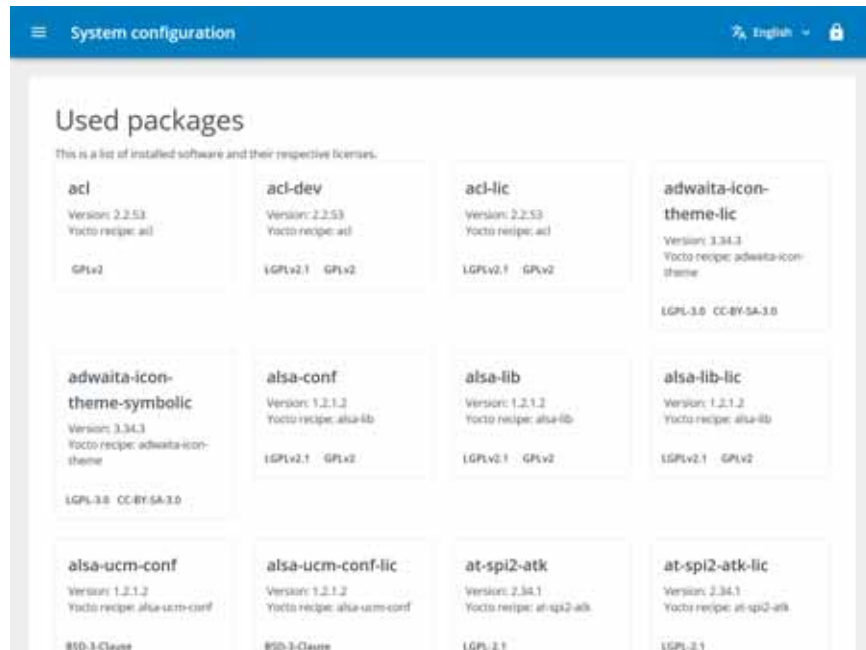 System configuration
English
Used packages
This is a list of installed software and their respective licenses.
acl
Version: 2.2.53
Yocto recipe: acl
GPLv2
acl-dev
Version: 2.2.53
Yocto recipe: acl
LGPLv2.1 GPLv2
acl-lic
Version: 2.2.53
Yocto recipe: acl
LGPLv2.1 GPLv2
adwaita-icon-
theme-lic
Version: 3.34.3
Yocto recipe: adwaita-icon-
theme
LGPL-3.0 CC-BY-SA-3.0
adwaita-icon-
theme-symbolic
Version: 3.34.3
Yocto recipe: adwaita-icon-
theme
LGPL-3.0 CC-BY-SA-3.0
alsa-conf
Version: 1.2.1.2
Yocto recipe: alsa-lib
LGPLv2.1 GPLv2
alsa-lib
Version: 1.2.1.2
Yocto recipe: alsa-lib
LGPLv2.1 GPLv2
alsa-lib-lic
Version: 1.2.1.2
Yocto recipe: alsa-lib
LGPLv2.1 GPLv2
alsa-ucm-conf
Version: 1.2.1.2
Yocto recipe: alsa-ucm-conf
BSD-3-Clause
alsa-ucm-conf-lic
Version: 1.2.1.2
Yocto recipe: alsa-ucm-conf
BSD-3-Clause
at-spi2-atk
Version: 2.34.1
Yocto recipe: at-spi2-atk
LGPL-2.1
at-spi2-atk-lic
Version: 2.34.1
Yocto recipe: at-spi2-atk
LGPL-2.1